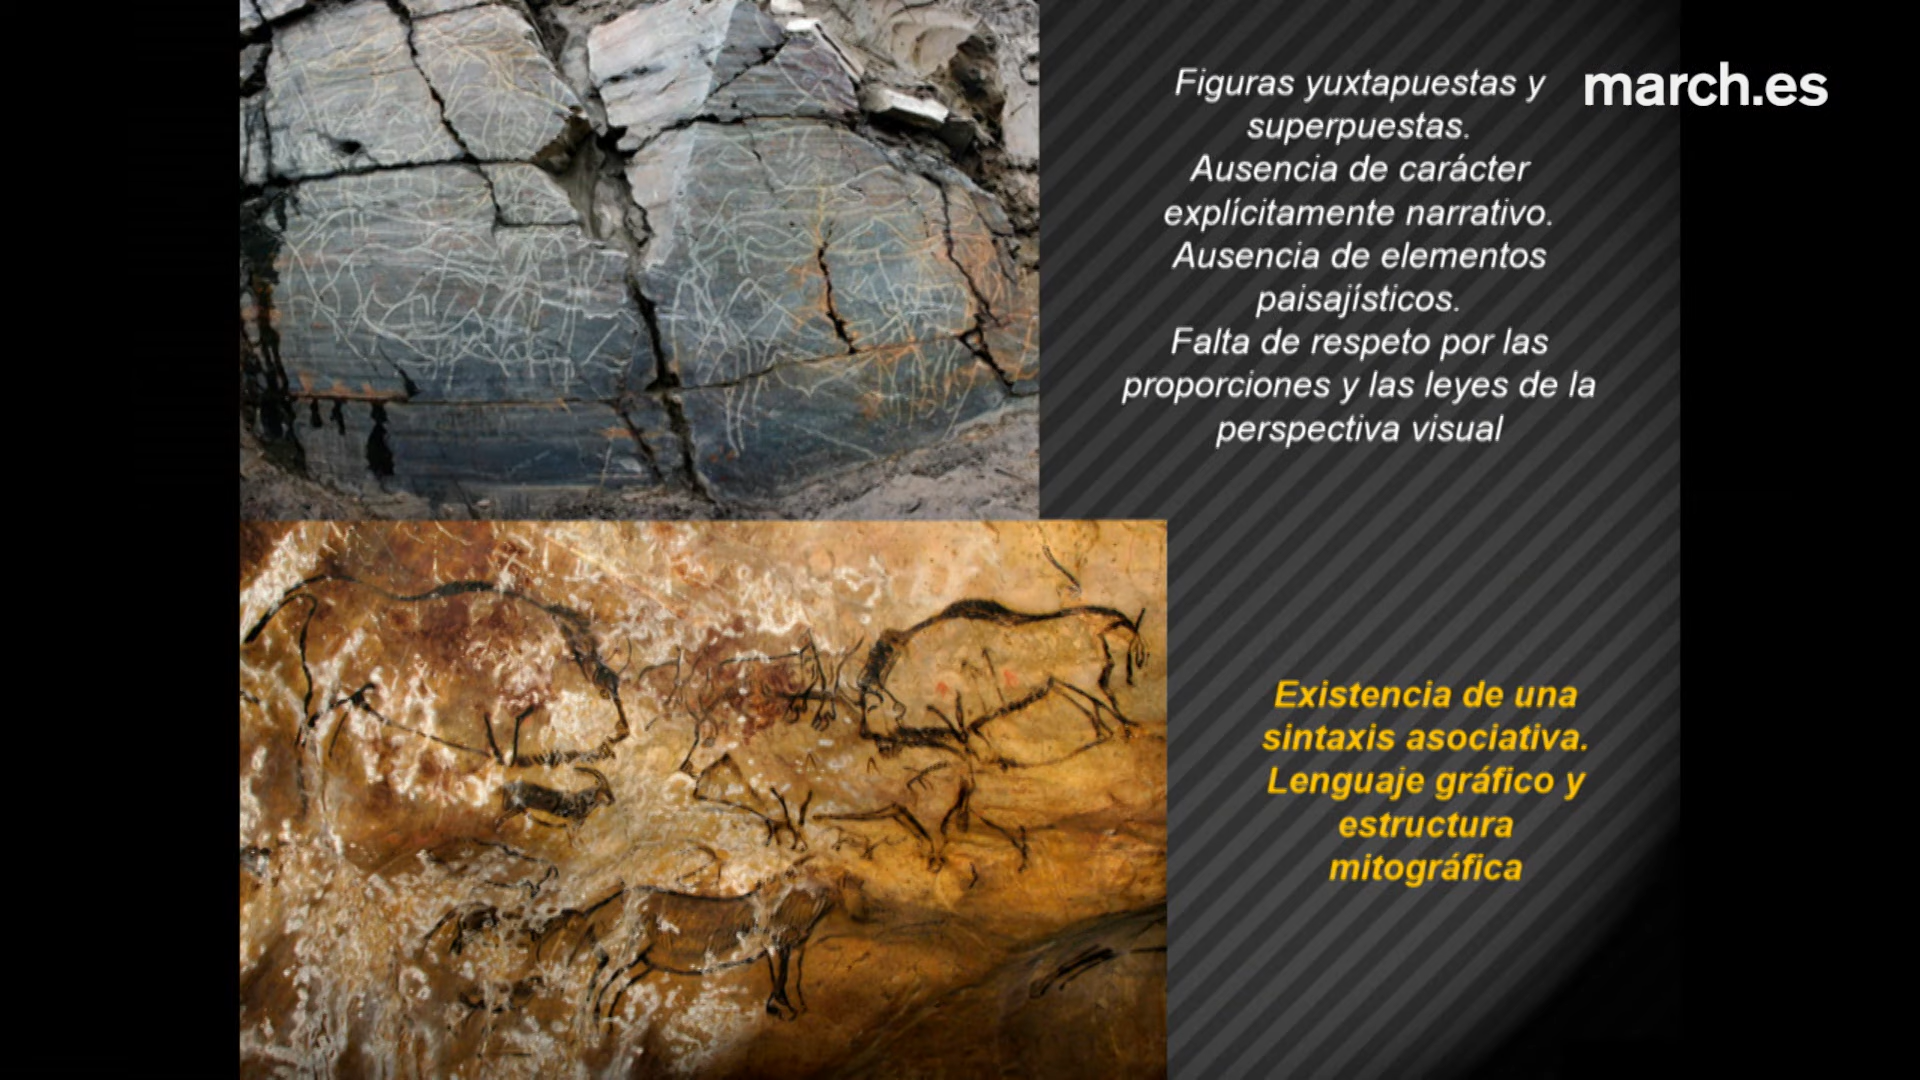 Figuras yuxtapuestas y
superpuestas.
Ausencia de carácter
explícitamente narrativo.
Ausencia de elementos
paisajísticos.
Falta de respeto por las
proporciones y las leyes de la
perspectiva visual
march.es
Existencia de una
sintaxis asociativa.
Lenguaje gráfico y
estructura
mitográfica